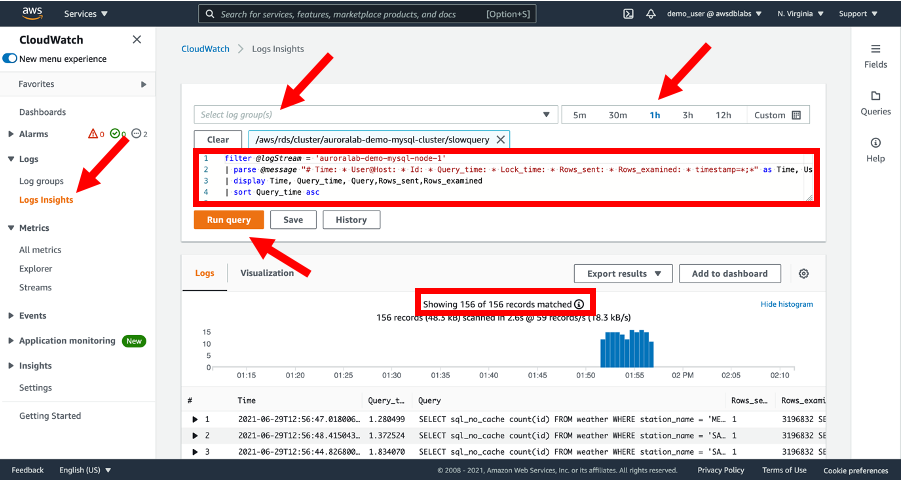 aws
Services
Search for services, features, marketplace products, and docs [Option+S]
demo_user @ awsdblabs
N. Virginia
Support
CloudWatch
New menu experience
Favorites
Dashboards
Alarms 0 0 2
Logs
Log groups
Logs Insights
Metrics
All metrics
Explorer
Streams
Events
Application monitoring New
Insights
Settings
Getting Started
CloudWatch > Logs Insights
Select log group(s)
5m 30m 1h 3h 12h Custom
Clear
/aws/rds/cluster/auroralab-demo-mysql-cluster/slowquery
1 filter @logStream = 'auroralab-demo-mysql-node-1'
2 | parse @message "# Time: * User@Host: * Id: * Query_time: * Lock_time: * Rows_sent: * Rows_examined: * timestamp=*;*" as Time, Us
3 | display Time, Query_time, Query,Rows_sent,Rows_examined
4 | sort Query_time asc
Run query Save History
Logs Visualization
Export results
Add to dashboard
Showing 156 of 156 records matched
156 records (48.3 kB) scanned in 2.6s @ 59 records/s (18.3 kB/s)
Hide histogram
15
10
5
0
01:15 01:20 01:25 01:30 01:35 01:40 01:45 01:50 01:55 02 PM 02:05 02:10
# Time Query_t... Query Rows_se... Rows_exami
1 2021-06-29T12:56:47.018006... 1.280499 SELECT sql_no_cache count(id) FROM weather WHERE station_name = 'ME... 1 3196832 SE
2 2021-06-29T12:56:48.415043... 1.372524 SELECT sql_no_cache count(id) FROM weather WHERE station_name = 'SA... 1 3196832 SE
3 2021-06-29T12:56:44.826800... 1.834070 SELECT sql_no_cache count(id) FROM weather WHERE station_name = 'SA... 1 3196832 SE
Fields
Queries
Help
Feedback
English (US)
© 2008 - 2021, Amazon Web Services, Inc. or its affiliates. All rights reserved.
Privacy Policy
Terms of Use
Cookie preferences